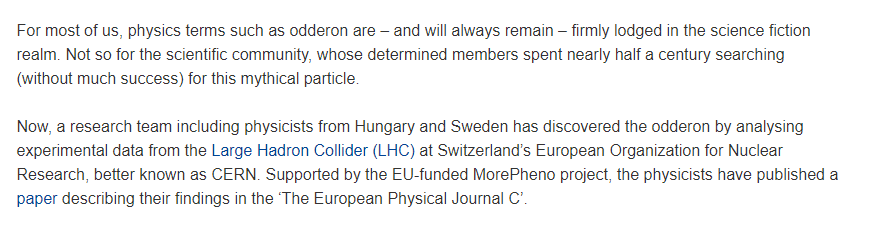 For most of us, physics terms such as odderon are – and will always remain – firmly lodged in the science fiction
realm. Not so for the scientific community, whose determined members spent nearly half a century searching
(without much success) for this mythical particle.
Now, a research team including physicists from Hungary and Sweden has discovered the odderon by analysing
experimental data from the Large Hadron Collider (LHC) at Switzerland’s European Organization for Nuclear
Research, better known as CERN. Supported by the EU-funded MorePheno project, the physicists have published a
paper describing their findings in the ‘The European Physical Journal C’.